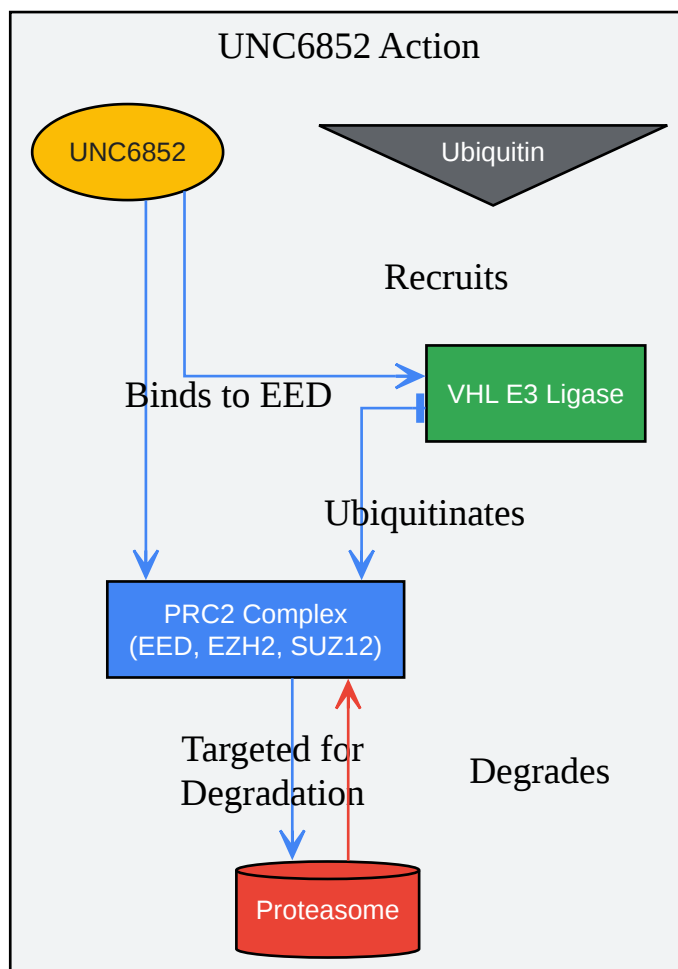 UNC6852 Action
UNC6852
Ubiquitin
Recruits
Binds to EED
VHL E3 Ligase
Ubiquitinates
PRC2 Complex
(EED, EZH2, SUZ12)
Targeted for
Degradation
Degrades
Proteasome